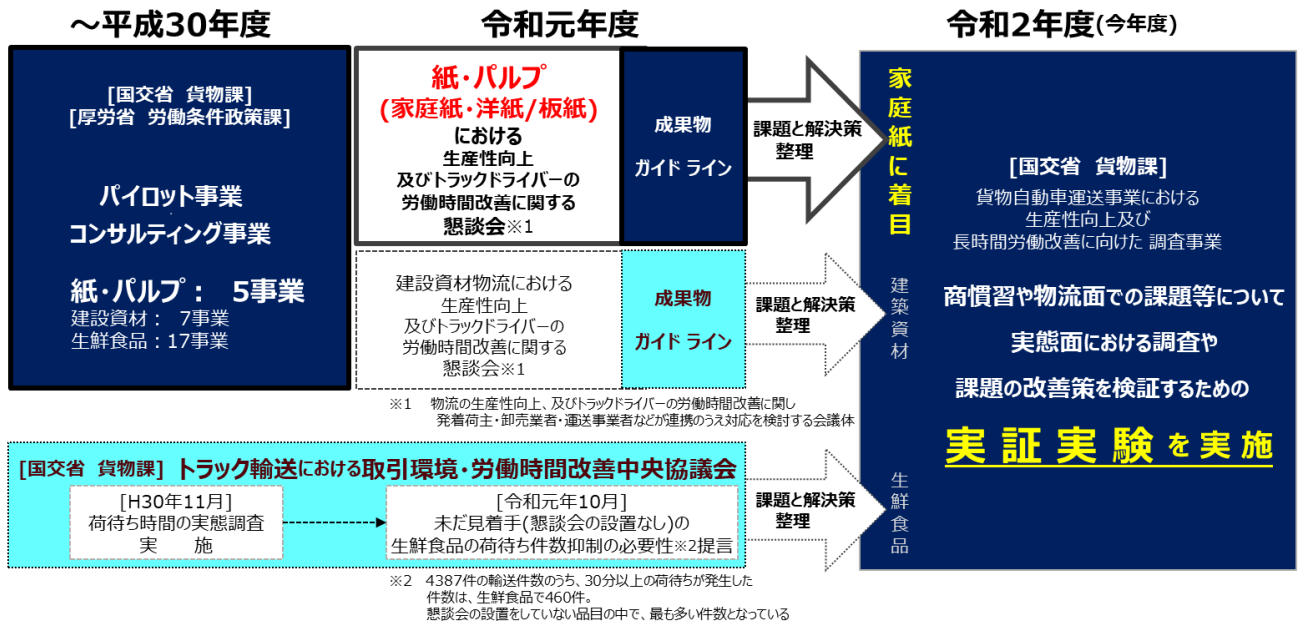 ～平成30年度
[国交省 貨物課]
[厚労省 労働条件政策課]
パイロット事業
コンサルティング事業
紙・パルプ： 5事業
建設資材： 7事業
生鮮食品：17事業
令和元年度
紙・パルプ
(家庭紙・洋紙/板紙)
における
生産性向上
及びトラックドライバーの
労働時間改善に関する
懇談会※1
成果物
ガイド ライン
課題と解決策
整理
建設資材物流における
生産性向上
及びトラックドライバーの
労働時間改善に関する
懇談会※1
成果物
ガイド ライン
課題と解決策
整理
※1 物流の生産性向上、及びトラックドライバーの労働時間改善に関し
発着荷主・卸売業者・運送事業者などが連携のうえ対応を検討する会議体
[国交省 貨物課] トラック輸送における取引環境・労働時間改善中央協議会
[H30年11月]
荷待ち時間の実態調査
実 施
[令和元年10月]
未だ見着手(懇談会の設置なし)の
生鮮食品の荷待ち件数抑制の必要性※2提言
課題と解決策
整理
※2 4387件の輸送件数のうち、30分以上の荷待ちが発生した
件数は、生鮮食品で460件。
懇談会の設置をしていない品目の中で、最も多い件数となっている
令和2年度(今年度)
家庭紙に着目
建築資材
生鮮食品
[国交省 貨物課]
貨物自動車運送事業における
生産性向上及び
長時間労働改善に向けた 調査事業
商慣習や物流面での課題等について
実態面における調査や
課題の改善策を検証するための
実証実験を実施